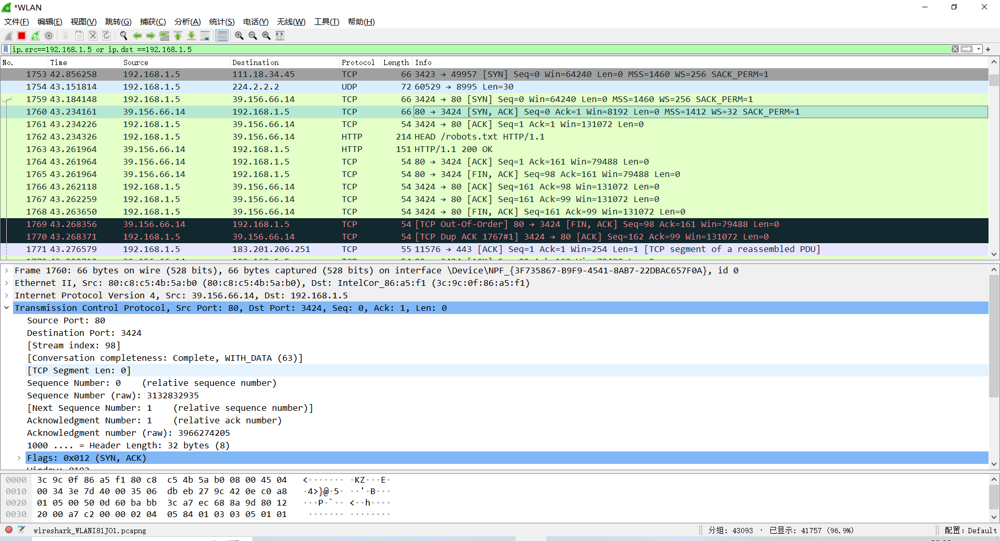 *WLAN
文件(F) 编辑(E) 视图(V) 跳转(G) 捕获(C) 分析(A) 统计(S) 电话(Y) 无线(W) 工具(T) 帮助(H)
ip.src==192.168.1.5 or ip.dst ==192.168.1.5
No. Time Source Destination Protocol Length Info
1753 42.856258 192.168.1.5 111.18.34.45 TCP 66 3423 → 49957 [SYN] Seq=0 Win=64240 Len=0 MSS=1460 WS=256 SACK_PERM=1
1754 43.151814 192.168.1.5 224.2.2.2 UDP 72 60529 → 8995 Len=30
1759 43.184148 192.168.1.5 39.156.66.14 TCP 66 3424 → 80 [SYN] Seq=0 Win=64240 Len=0 MSS=1460 WS=256 SACK_PERM=1
1760 43.234161 39.156.66.14 192.168.1.5 TCP 66 80 → 3424 [SYN, ACK] Seq=0 Ack=1 Win=8192 Len=0 MSS=1412 WS=32 SACK_PERM=1
1761 43.234226 192.168.1.5 39.156.66.14 TCP 54 3424 → 80 [ACK] Seq=1 Ack=1 Win=131072 Len=0
1762 43.234326 192.168.1.5 39.156.66.14 HTTP 214 HEAD /robots.txt HTTP/1.1
1763 43.261964 39.156.66.14 192.168.1.5 HTTP 151 HTTP/1.1 200 OK
1764 43.261964 39.156.66.14 192.168.1.5 TCP 54 80 → 3424 [ACK] Seq=1 Ack=161 Win=79488 Len=0
1765 43.261964 39.156.66.14 192.168.1.5 TCP 54 80 → 3424 [FIN, ACK] Seq=98 Ack=161 Win=79488 Len=0
1766 43.262118 192.168.1.5 39.156.66.14 TCP 54 3424 → 80 [ACK] Seq=161 Ack=98 Win=131072 Len=0
1767 43.262259 192.168.1.5 39.156.66.14 TCP 54 3424 → 80 [ACK] Seq=161 Ack=99 Win=131072 Len=0
1768 43.263650 192.168.1.5 39.156.66.14 TCP 54 3424 → 80 [FIN, ACK] Seq=161 Ack=99 Win=131072 Len=0
1769 43.268356 39.156.66.14 192.168.1.5 TCP 54 [TCP Out-Of-Order] 80 → 3424 [FIN, ACK] Seq=98 Ack=161 Win=79488 Len=0
1770 43.268371 192.168.1.5 39.156.66.14 TCP 54 [TCP Dup ACK 1767#1] 3424 → 80 [ACK] Seq=162 Ack=99 Win=131072 Len=0
1771 43.276579 192.168.1.5 183.201.206.251 TCP 55 11576 → 443 [ACK] Seq=1 Ack=1 Win=254 Len=1 [TCP segment of a reassembled PDU]
Frame 1760: 66 bytes on wire (528 bits), 66 bytes captured (528 bits) on interface \Device\NPF_{3F735867-B9F9-4541-8AB7-22DBAC657F0A}, id 0
Ethernet II, Src: 80:c8:c5:4b:5a:b0 (80:c8:c5:4b:5a:b0), Dst: IntelCor_86:a5:f1 (3c:9c:0f:86:a5:f1)
Internet Protocol Version 4, Src: 39.156.66.14, Dst: 192.168.1.5
Transmission Control Protocol, Src Port: 80, Dst Port: 3424, Seq: 0, Ack: 1, Len: 0
Source Port: 80
Destination Port: 3424
[Stream index: 98]
[Conversation completeness: Complete, WITH_DATA (63)]
[TCP Segment Len: 0]
Sequence Number: 0 (relative sequence number)
Sequence Number (raw): 3132832935
[Next Sequence Number: 1 (relative sequence number)]
Acknowledgment Number: 1 (relative ack number)
Acknowledgment number (raw): 3966274205
1000 .... = Header Length: 32 bytes (8)
Flags: 0x012 (SYN, ACK)
Window: 8192
0000 3c 9c 0f 86 a5 f1 80 c8 c5 4b 5a b0 08 00 45 04 <······· ·KZ···E·
0010 00 34 3e 7d 40 00 35 06 db eb 27 9c 42 0e c0 a8 ·4>}@·5· ··'·B···
0020 01 05 00 50 0d 60 ba bb 3c a7 ec 68 8a 9d 80 12 ···P·`·· <··h····
0030 20 00 a7 c2 00 00 02 04 05 84 01 03 03 05 01 01 ······· ········
wireshark_WLANI81JO1.pcapng 分组: 43093 · 已显示: 41757 (96.9%) 配置: Default